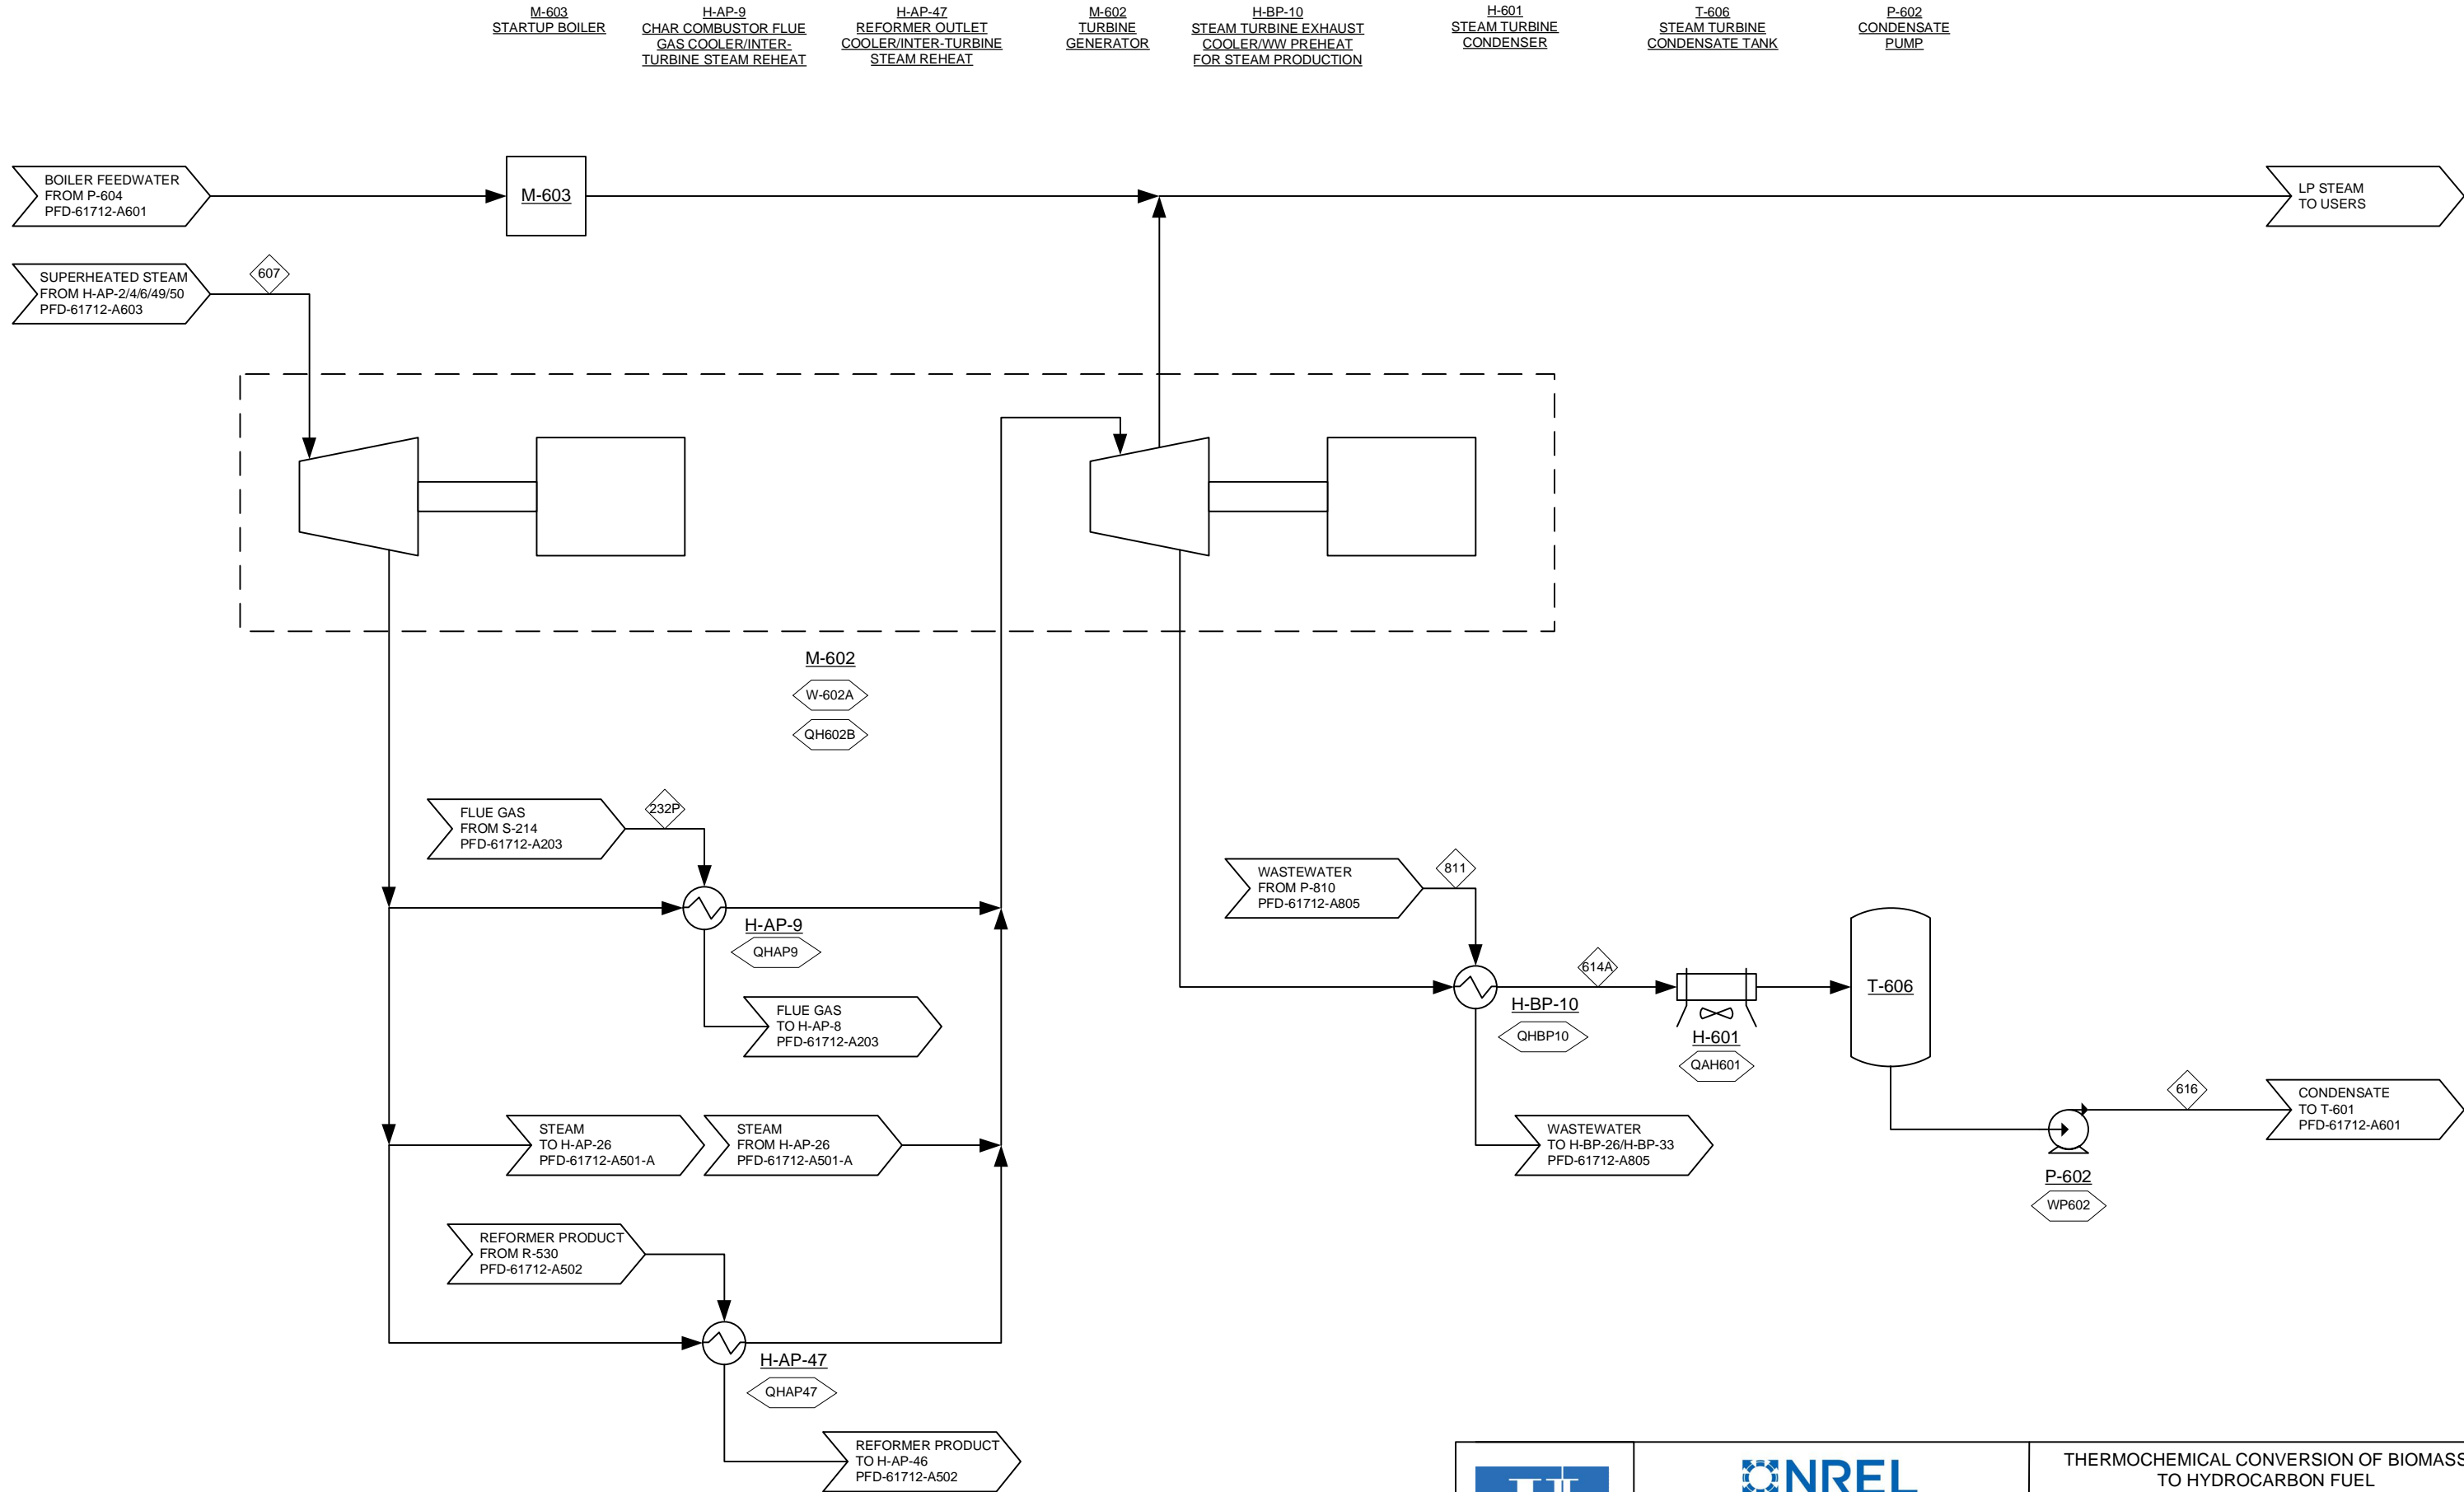 M-603
STARTUP BOILER
H-AP-9
CHAR COMBUSTOR FLUE
GAS COOLER/INTER-
TURBINE STEAM REHEAT
H-AP-47
REFORMER OUTLET
COOLER/INTER-TURBINE
STEAM REHEAT
M-602
TURBINE
GENERATOR
H-BP-10
STEAM TURBINE EXHAUST
COOLER/WW PREHEAT
FOR STEAM PRODUCTION
H-601
STEAM TURBINE
CONDENSER
T-606
STEAM TURBINE
CONDENSATE TANK
P-602
CONDENSATE
PUMP
BOILER FEEDWATER
FROM P-604
PFD-61712-A601
M-603
LP STEAM
TO USERS
SUPERHEATED STEAM
FROM H-AP-2/4/6/49/50
PFD-61712-A603
607
M-602
W-602A
QH602B
FLUE GAS
FROM S-214
PFD-61712-A203
232P
H-AP-9
QHAP9
FLUE GAS
TO H-AP-8
PFD-61712-A203
WASTEWATER
FROM P-810
PFD-61712-A805
811
H-BP-10
QHBP10
614A
H-601
QAH601
T-606
STEAM
TO H-AP-26
PFD-61712-A501-A
STEAM
FROM H-AP-26
PFD-61712-A501-A
WASTEWATER
TO H-BP-26/H-BP-33
PFD-61712-A805
P-602
WP602
616
CONDENSATE
TO T-601
PFD-61712-A601
REFORMER PRODUCT
FROM R-530
PFD-61712-A502
H-AP-47
QHAP47
REFORMER PRODUCT
TO H-AP-46
PFD-61712-A502
NREL
THERMOCHEMICAL CONVERSION OF BIOMASS
TO HYDROCARBON FUEL